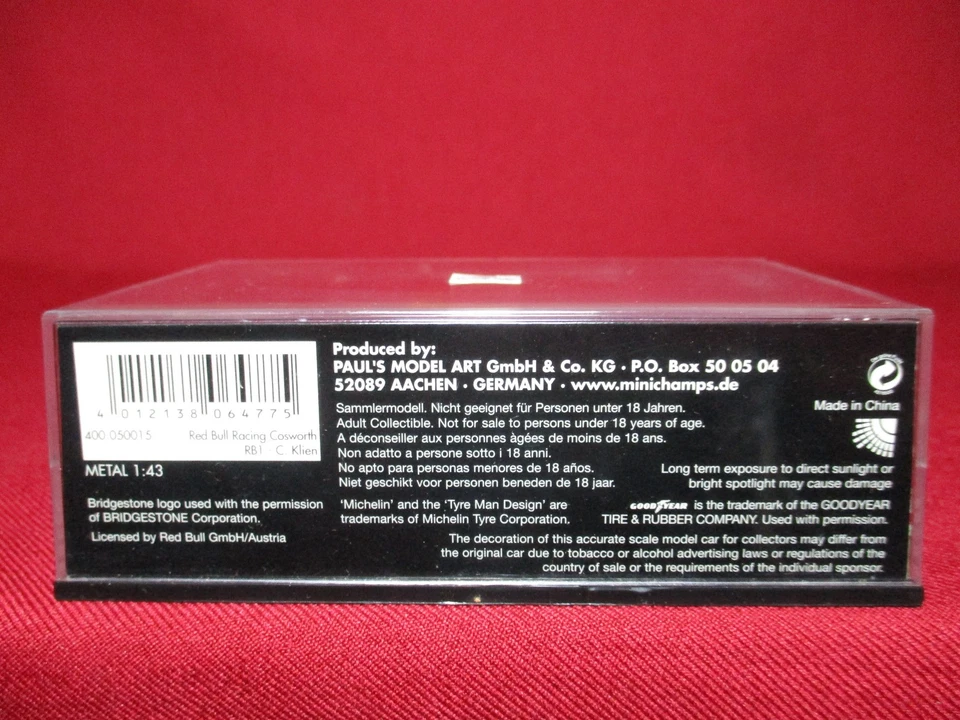 4 012138 064775
400 050015 Red Bull Racing Cosworth
RB1 C. Klien
METAL 1:43
Bridgestone logo used with the permission
of BRIDGESTONE Corporation.
Licensed by Red Bull GmbH/Austria
Produced by:
PAUL'S MODEL ART GmbH & Co. KG · P.O. Box 50 05 04
52089 AACHEN · GERMANY · www.minichamps.de
Sammlermodell. Nicht geeignet für Personen unter 18 Jahren.
Adult Collectible. Not for sale to persons under 18 years of age.
A déconseiller aux personnes àgées de moins de 18 ans.
Non adatto a persone sotto i 18 anni.
No apto para personas menores de 18 años.
Niet geschikt voor personen beneden de 18 jaar.
'Michelin' and the 'Tyre Man Design' are
trademarks of Michelin Tyre Corporation.
Made in China
Long term exposure to direct sunlight or
bright spotlight may cause damage
GOODYEAR is the trademark of the GOODYEAR
TIRE & RUBBER COMPANY. Used with permission.
The decoration of this accurate scale model car for collectors may differ from
the original car due to tobacco or alcohol advertising laws or regulations of the
country of sale or the requirements of the individual sponsor.